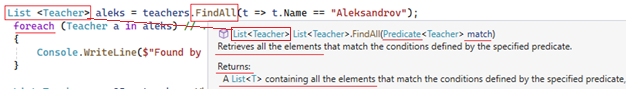 List <Teacher> aleks = teachers.FindAll(t => t.Name == "Aleksandrov");
foreach (Teacher a in aleks) //
{
List<Teacher> List<Teacher>.FindAll(Predicate<Teacher> match)
Retrieves all the elements that match the conditions defined by the specified predicate.
Console.WriteLine($"Found by
}
Returns:
A List<T> containing all the elements that match the conditions defined by the specified predicate,